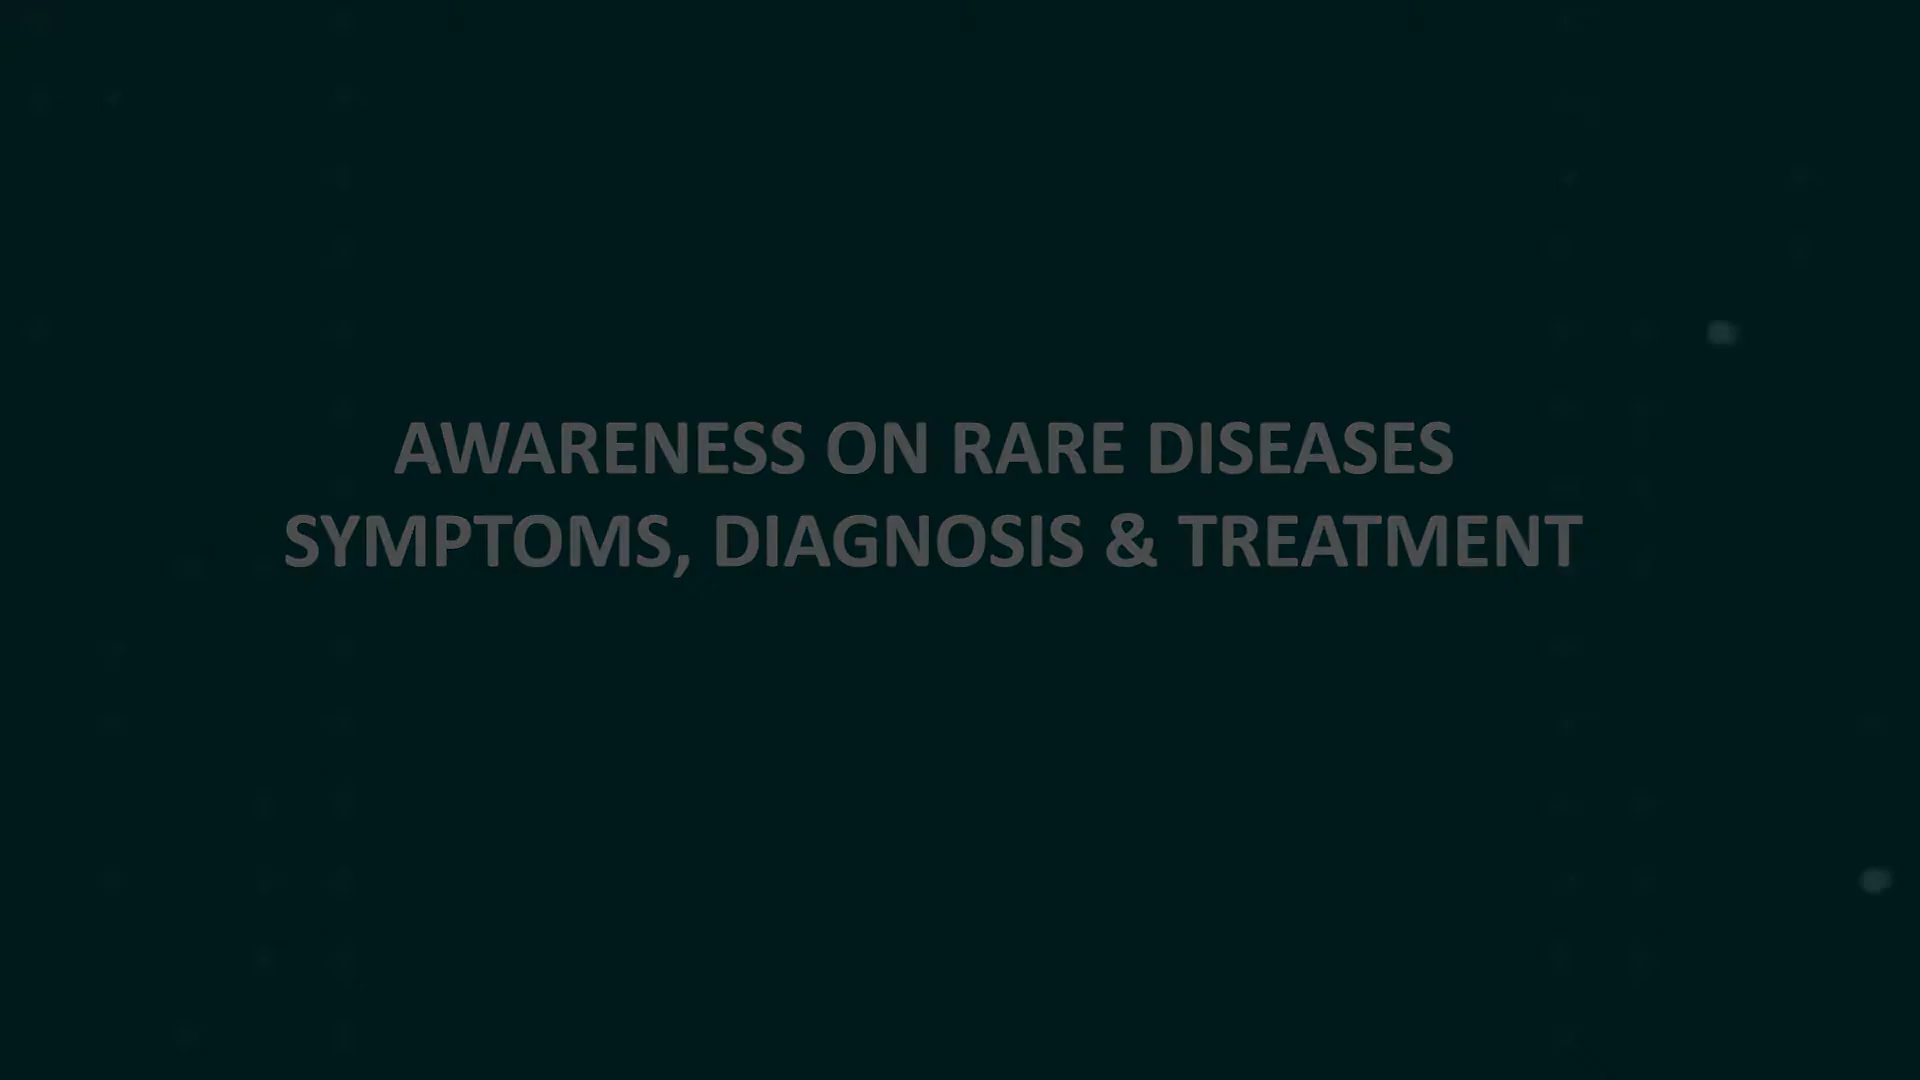 AWARENESS ON RARE DISEASES
SYMPTOMS, DIAGNOSIS & TREATMENT